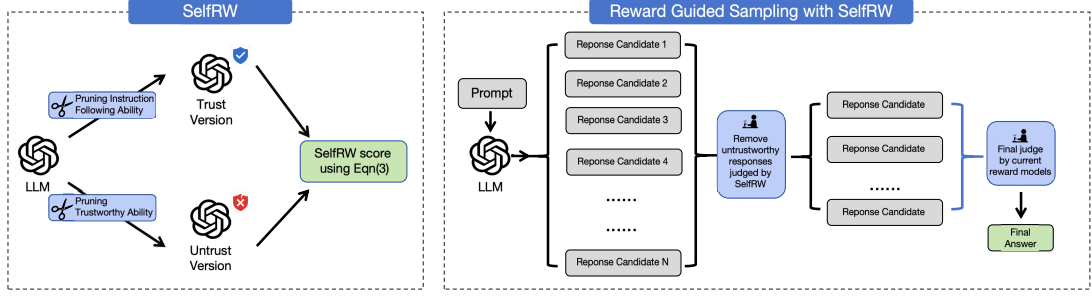 SelfRW
Pruning Instruction
Following Ability
LLM
Pruning
Trustworthy Ability
Trust
Version
Untrust
Version
SelfRW score
using Eqn(3)
Reward Guided Sampling with SelfRW
Prompt
LLM
Reponse Candidate 1
Reponse Candidate 2
Reponse Candidate 3
Reponse Candidate 4
......
......
Reponse Candidate N
Remove
untrustworthy
responses
judged by
SelfRW
Reponse Candidate
Reponse Candidate
......
Reponse Candidate
Final judge
by current
reward models
Final
Answer